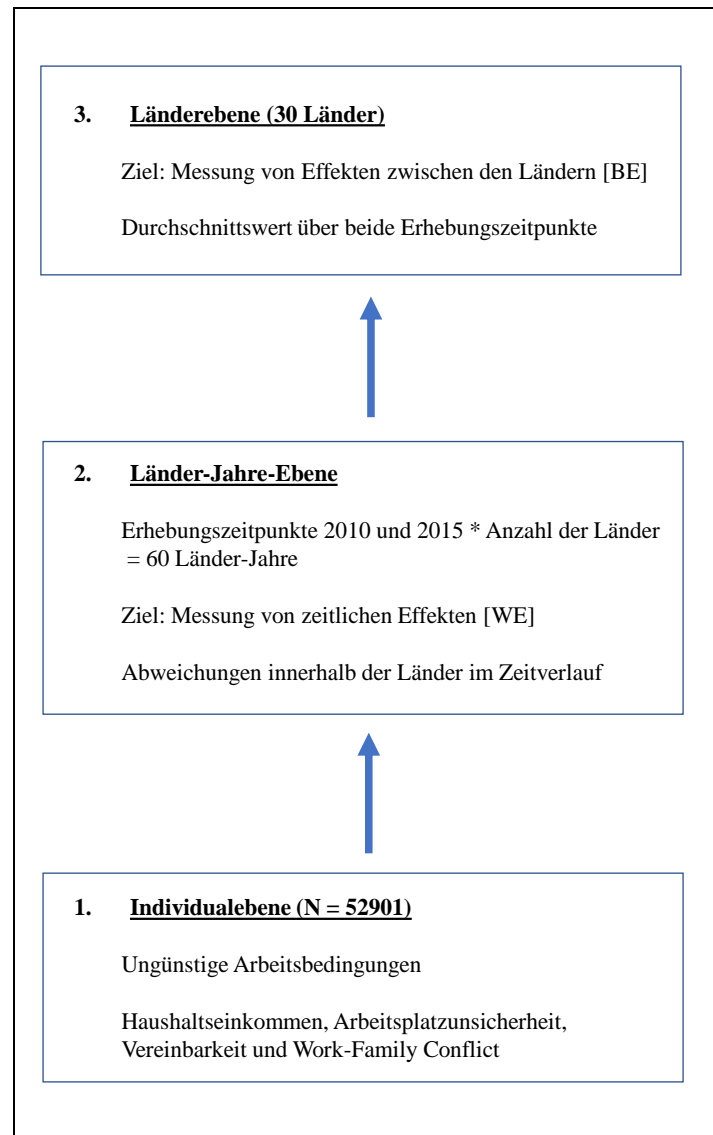 3. Länderebene (30 Länder)
Ziel: Messung von Effekten zwischen den Ländern [BE]
Durchschnittswert über beide Erhebungszeitpunkte
2. Länder-Jahre-Ebene
Erhebungszeitpunkte 2010 und 2015 * Anzahl der Länder
= 60 Länder-Jahre
Ziel: Messung von zeitlichen Effekten [WE]
Abweichungen innerhalb der Länder im Zeitverlauf
1. Individualebene (N = 52901)
Ungünstige Arbeitsbedingungen
Haushaltseinkommen, Arbeitsplatzunsicherheit,
Vereinbarkeit und Work-Family Conflict